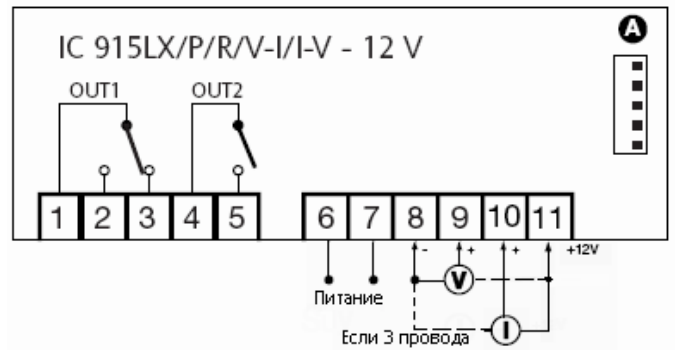 IC 915LX/P/R/V-I/I-V - 12 V
A
OUT1 OUT2
1 2 3 4 5 6 7 8 9 10 11
- + + +12V
V
Питание
I
Если 3 провода